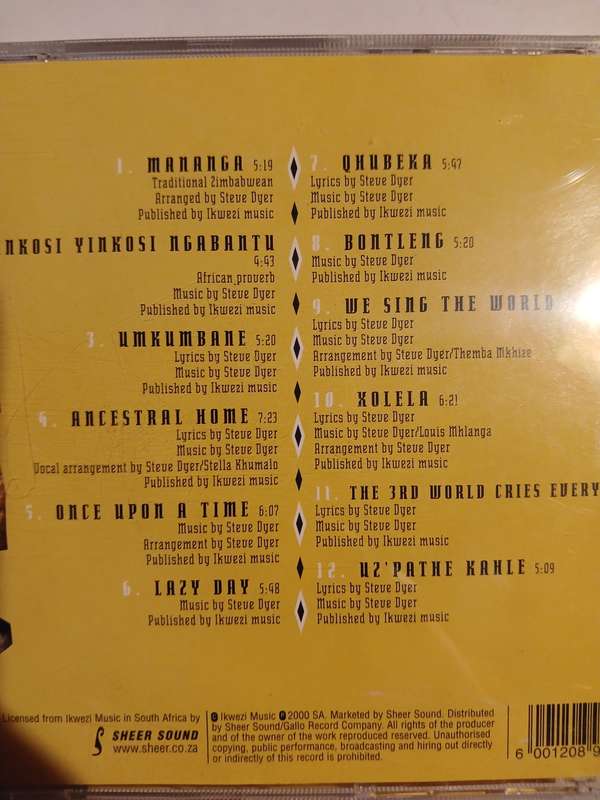 1. MANANGA 5:19
Traditional Zimbabwean
Arranged by Steve Dyer
Published by Ikwezi music
NKOSI YINKOSI NGABANTU
4:43
African proverb
Music by Steve Dyer
Published by Ikwezi music
3. UMKUMBANE 5:20
Lyrics by Steve Dyer
Music by Steve Dyer
Published by Ikwezi music
4. ANCESTRAL HOME 7:23
Lyrics by Steve Dyer
Music by Steve Dyer
Vocal arrangement by Steve Dyer/Stella Khumalo
Published by Ikwezi music
5. ONCE UPON A TIME 6:07
Music by Steve Dyer
Arrangement by Steve Dyer
Published by Ikwezi music
6. LAZY DAY 5:48
Music by Steve Dyer
Published by Ikwezi music
7. QHUBEKA 5:47
Lyrics by Steve Dyer
Music by Steve Dyer
Published by Ikwezi music
8. BONTLENG 5:20
Music by Steve Dyer
Published by Ikwezi music
9. WE SING THE WORLD
Lyrics by Steve Dyer
Music by Steve Dyer
Arrangement by Steve Dyer/Themba Mkhize
Published by Ikwezi music
10. XOLELA 6:21
Lyrics by Steve Dyer
Music by Steve Dyer/Louis Mhlanga
Arrangement by Steve Dyer
Published by Ikwezi music
11. THE 3RD WORLD CRIES EVERY
Lyrics by Steve Dyer
Music by Steve Dyer
Published by Ikwezi music
12. UZ'PATHE KAHLE 5:09
Lyrics by Steve Dyer
Music by Steve Dyer
Published by Ikwezi music
Licensed from Ikwezi Music in South Africa by
SHEER SOUND
www.sheer.co.za
© Ikwezi Music ℗ 2000 SA. Marketed by Sheer Sound. Distributed
by Sheer Sound/Gallo Record Company. All rights of the producer
and of the owner of the work reproduced reserved. Unauthorised
copying, public performance, broadcasting and hiring out directly
or indirectly of this record is prohibited.
6 001208 9